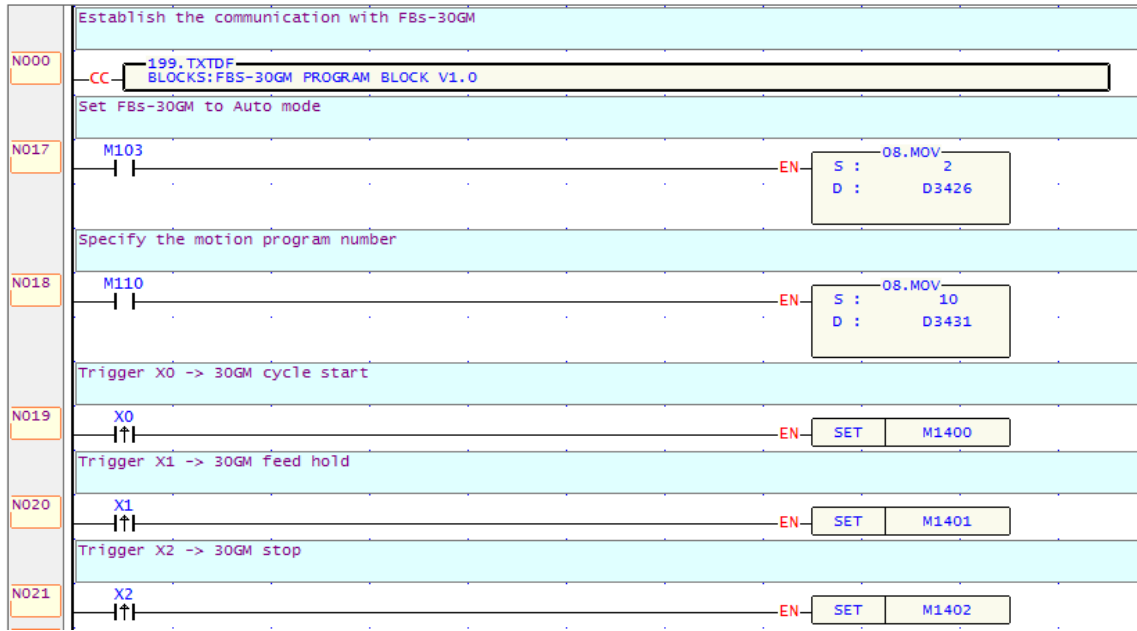 Establish the communication with FBs-30GM
N000
199.TXTDF
CC
BLOCKS:FBS-30GM PROGRAM BLOCK V1.0
Set FBs-30GM to Auto mode
N017
M103
08.MOV
EN
S : 2
D : D3426
Specify the motion program number
N018
M110
08.MOV
EN
S : 10
D : D3431
Trigger X0 -> 30GM cycle start
N019
X0
EN SET M1400
Trigger X1 -> 30GM feed hold
N020
X1
EN SET M1401
Trigger X2 -> 30GM stop
N021
X2
EN SET M1402